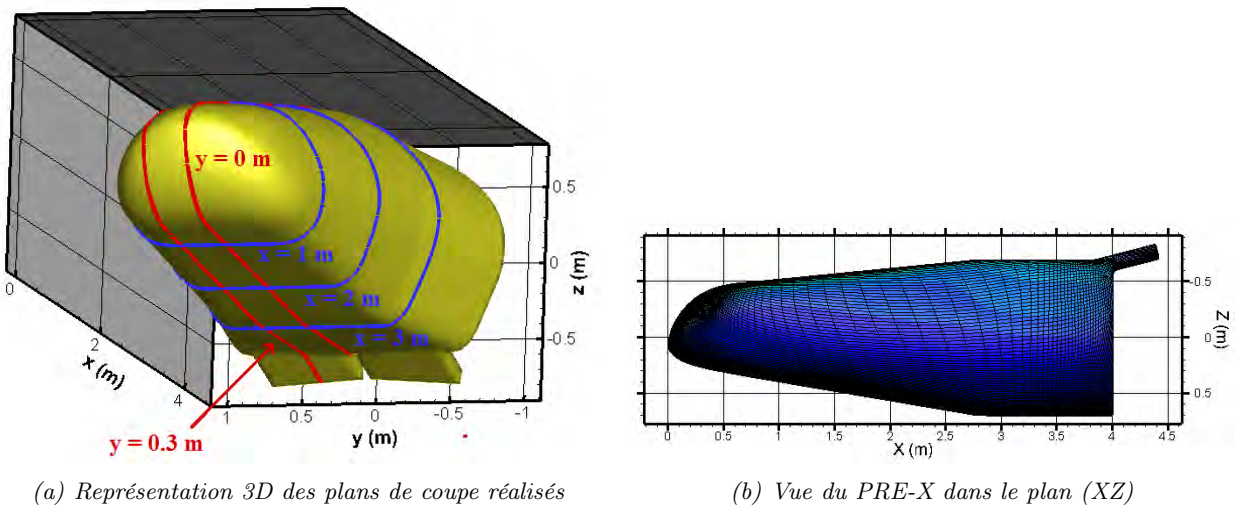 y = 0 m
x = 1 m
x = 2 m
x = 3 m
y = 0.3 m
0
2
4
x (m)
1
0.5
0
-0.5
-1
y (m)
0.5
0
-0.5
z (m)
-0.5
0
0.5
Z (m)
0
0.5
1
1.5
2
2.5
3
3.5
4
4.5
X (m)
(a) Représentation 3D des plans de coupe réalisés
(b) Vue du PRE-X dans le plan (XZ)